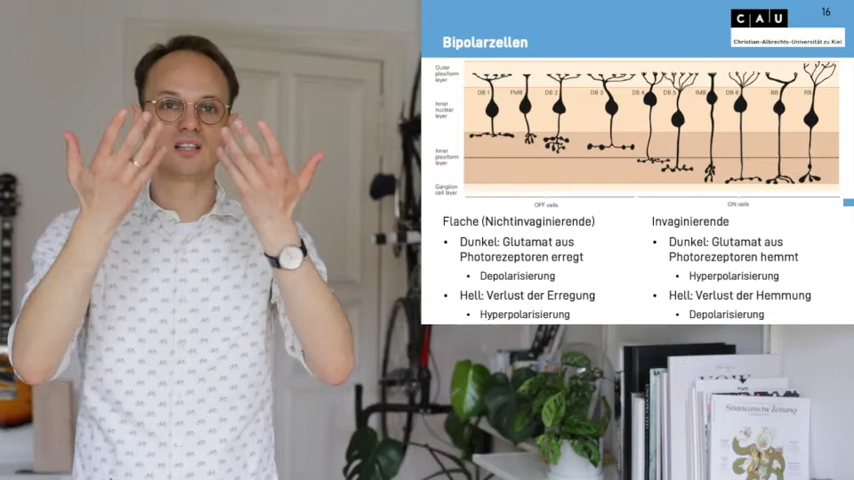 16
CAU
Christian-Albrechts-Universität zu Kiel
Bipolarzellen
Outer
plexiform
layer
DB 1 FMB DB 2 DB 3 DB 4 DB 5 IMB DB 6 BB RB
Inner
nuclear
layer
Inner
plexiform
layer
Ganglion
cell layer
OFF cells ON cells
Flache (Nichtinvaginierende)
• Dunkel: Glutamat aus
Photorezeptoren erregt
• Depolarisierung
• Hell: Verlust der Erregung
• Hyperpolarisierung
Invaginierende
• Dunkel: Glutamat aus
Photorezeptoren hemmt
• Hyperpolarisierung
• Hell: Verlust der Hemmung
• Depolarisierung
Süddeutsche Zeitung